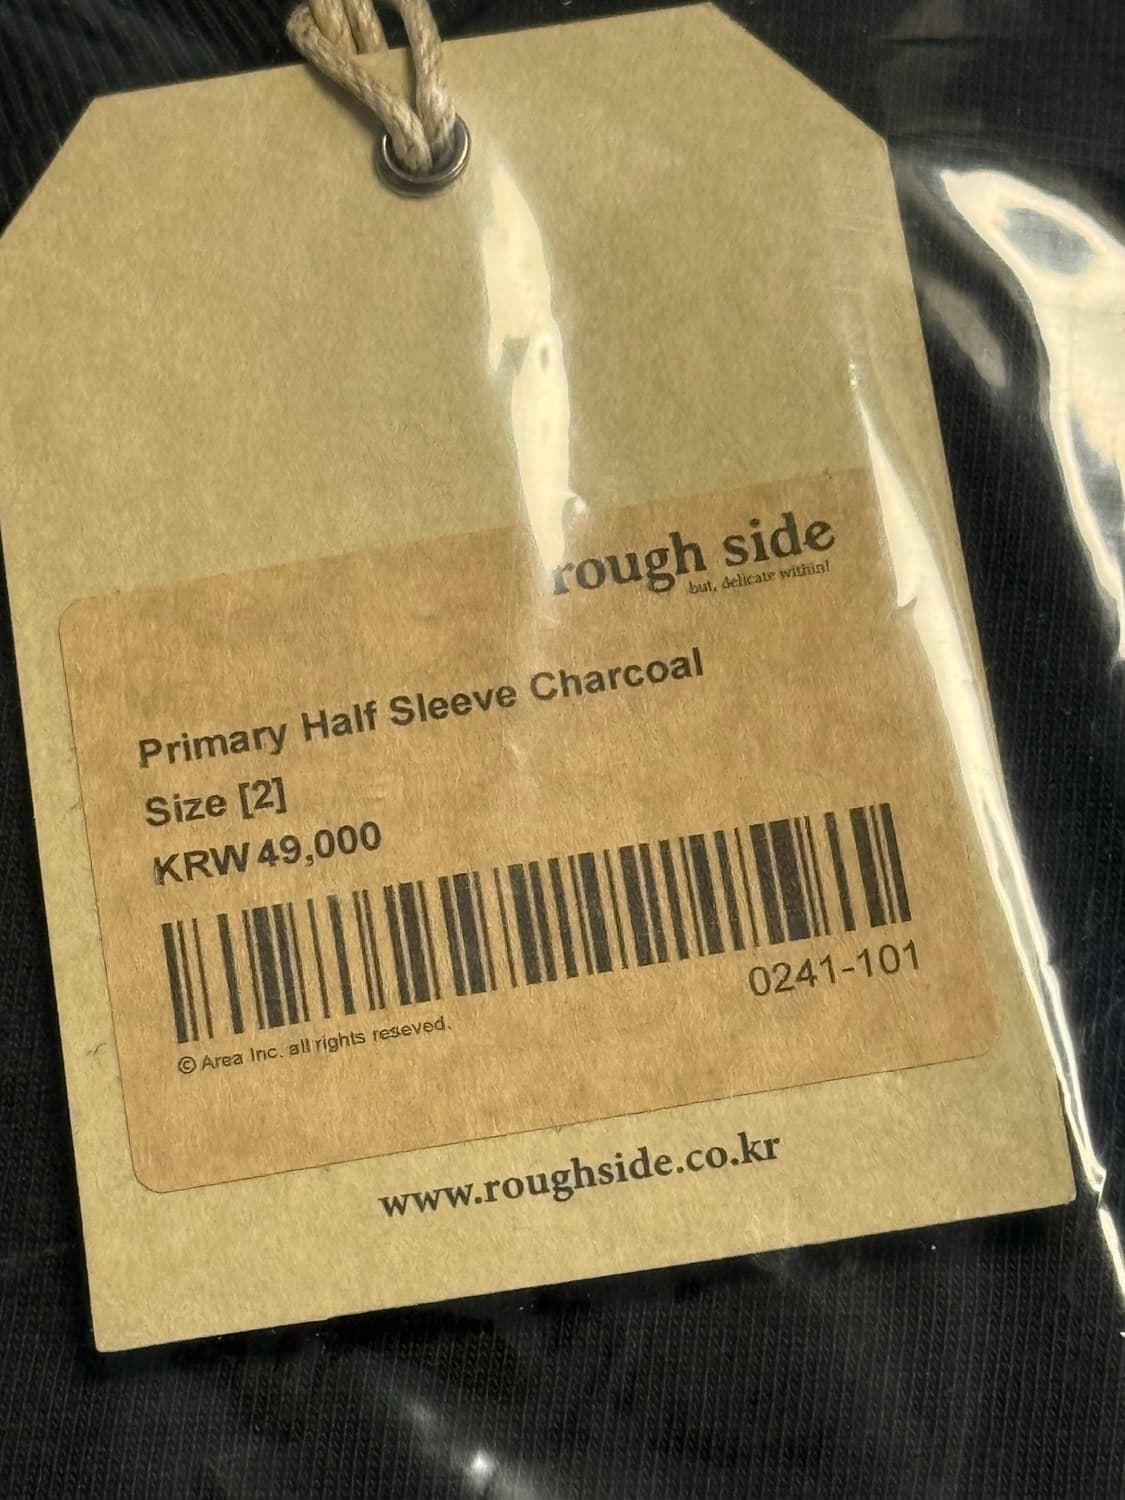 rough side
but, delicate within!
Primary Half Sleeve Charcoal
Size [2]
KRW 49,000
0241-101
© Area Inc. all rights reseved.
www.roughside.co.kr